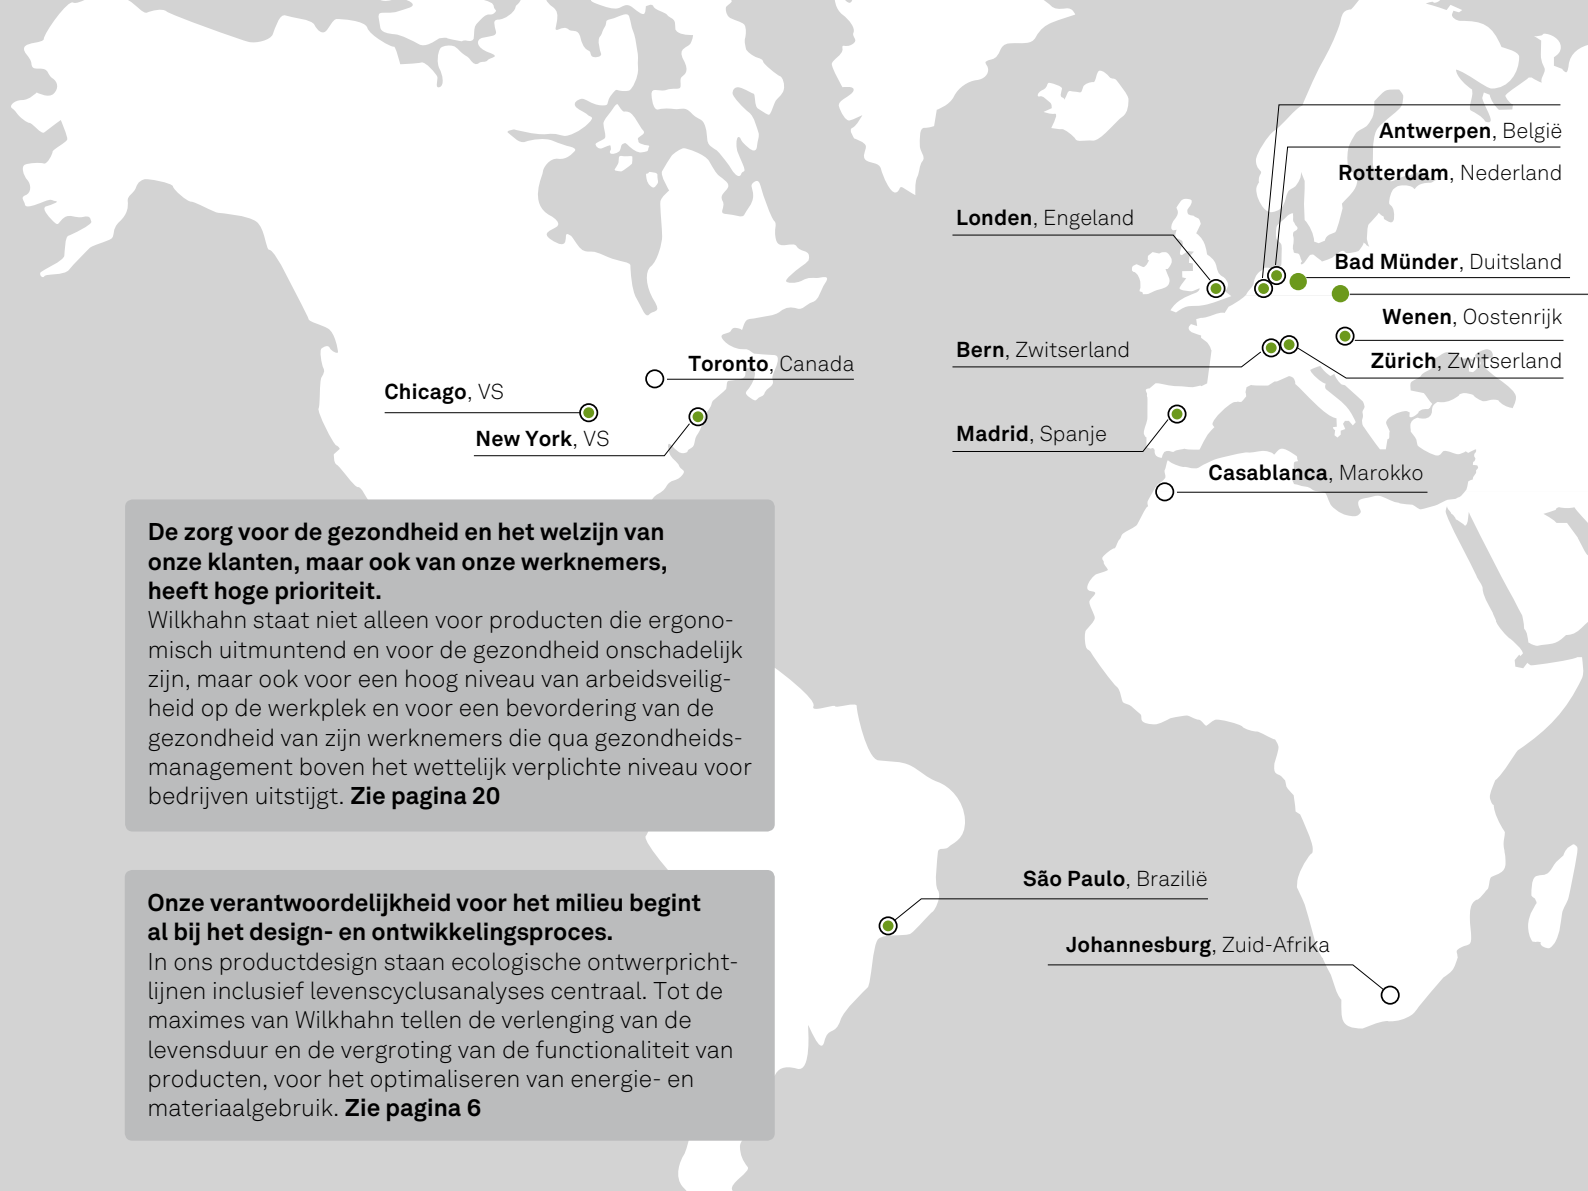 Antwerpen, België
Rotterdam, Nederland
Londen, Engeland
Bad Münder, Duitsland
Wenen, Oostenrijk
Bern, Zwitserland
Zürich, Zwitserland
Toronto, Canada
Chicago, VS
New York, VS
Madrid, Spanje
Casablanca, Marokko
De zorg voor de gezondheid en het welzijn van
onze klanten, maar ook van onze werknemers,
heeft hoge prioriteit.
Wilkhahn staat niet alleen voor producten die ergono-
misch uitmuntend en voor de gezondheid onschadelijk
zijn, maar ook voor een hoog niveau van arbeidsveilig-
heid op de werkplek en voor een bevordering van de
gezondheid van zijn werknemers die qua gezondheids-
management boven het wettelijk verplichte niveau voor
bedrijven uitstijgt. Zie pagina 20
Onze verantwoordelijkheid voor het milieu begint
al bij het design- en ontwikkelingsproces.
In ons productdesign staan ecologische ontwerpricht-
lijnen inclusief levenscyclusanalyses centraal. Tot de
maximes van Wilkhahn tellen de verlenging van de
levensduur en de vergroting van de functionaliteit van
producten, voor het optimaliseren van energie- en
materiaalgebruik. Zie pagina 6
São Paulo, Brazilië
Johannesburg, Zuid-Afrika